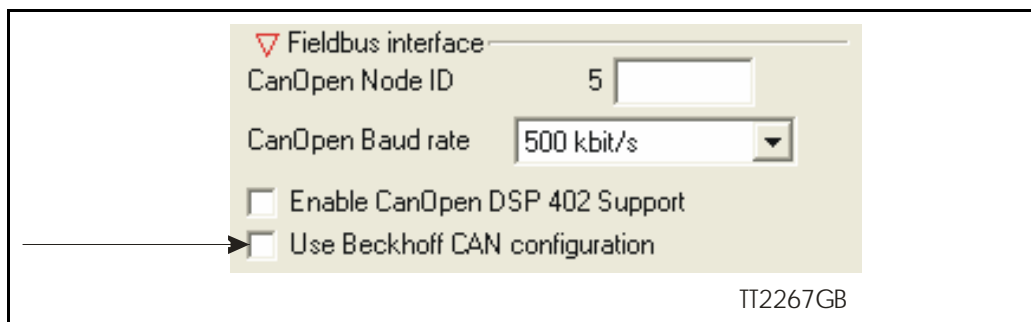 Fieldbus interface
CanOpen Node ID 5
CanOpen Baud rate 500 kbit/s
Enable CanOpen DSP 402 Support
Use Beckhoff CAN configuration
TT2267GB